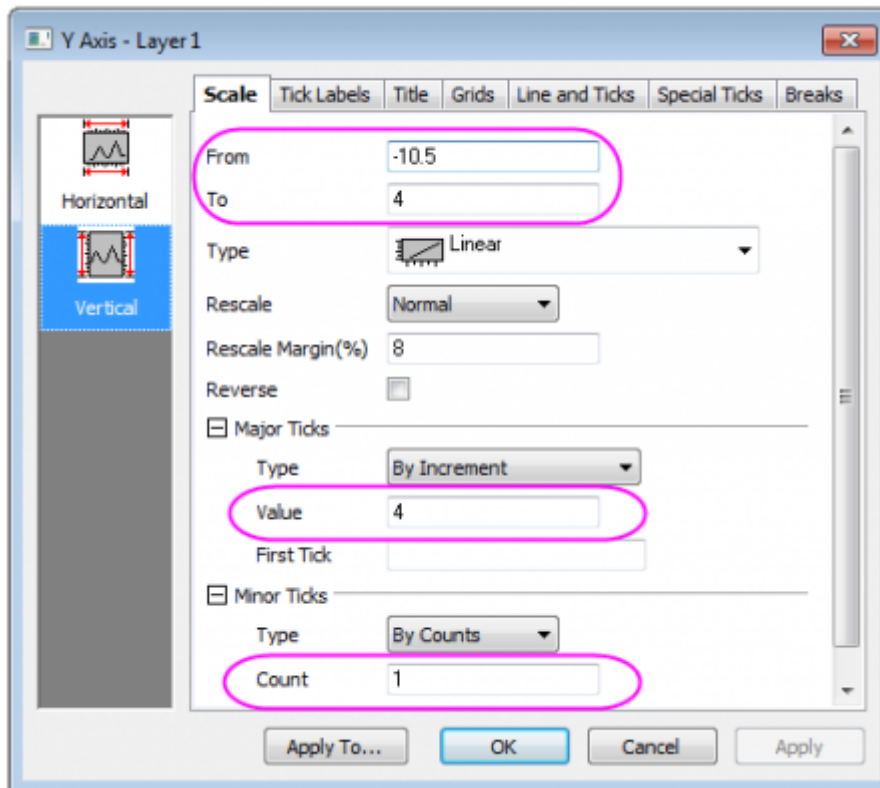 Y Axis - Layer 1
Scale Tick Labels Title Grids Line and Ticks Special Ticks Breaks
Horizontal
Vertical
From -10.5
To 4
Type Linear
Rescale Normal
Rescale Margin(%) 8
Reverse
Major Ticks
Type By Increment
Value 4
First Tick
Minor Ticks
Type By Counts
Count 1
Apply To... OK Cancel Apply